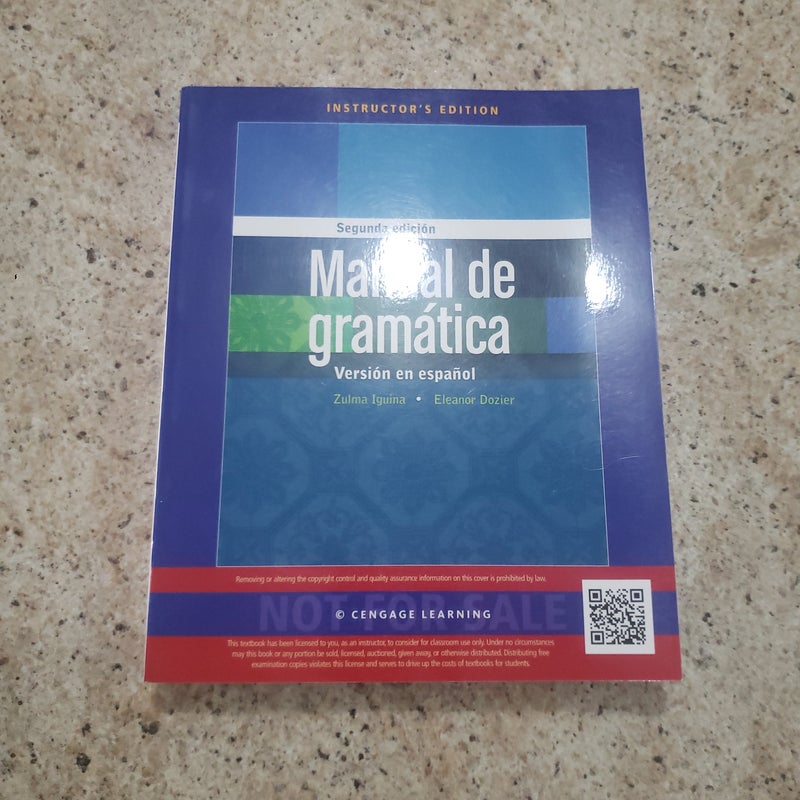 INSTRUCTOR'S EDITION
Segunda edición
Manual de
gramática
Versión en español
Zulma Iguina • Eleanor Dozier
Removing or altering the copyright control and quality assurance information on this cover is prohibited by law.
NOT FOR SALE
© CENGAGE LEARNING
This textbook has been licensed to you, as an instructor, to consider for classroom use only. Under no circumstances
may this book or any portion be sold, licensed, auctioned, given away, or otherwise distributed. Distributing free
examination copies violates this license and serves to drive up the costs of textbooks for students.